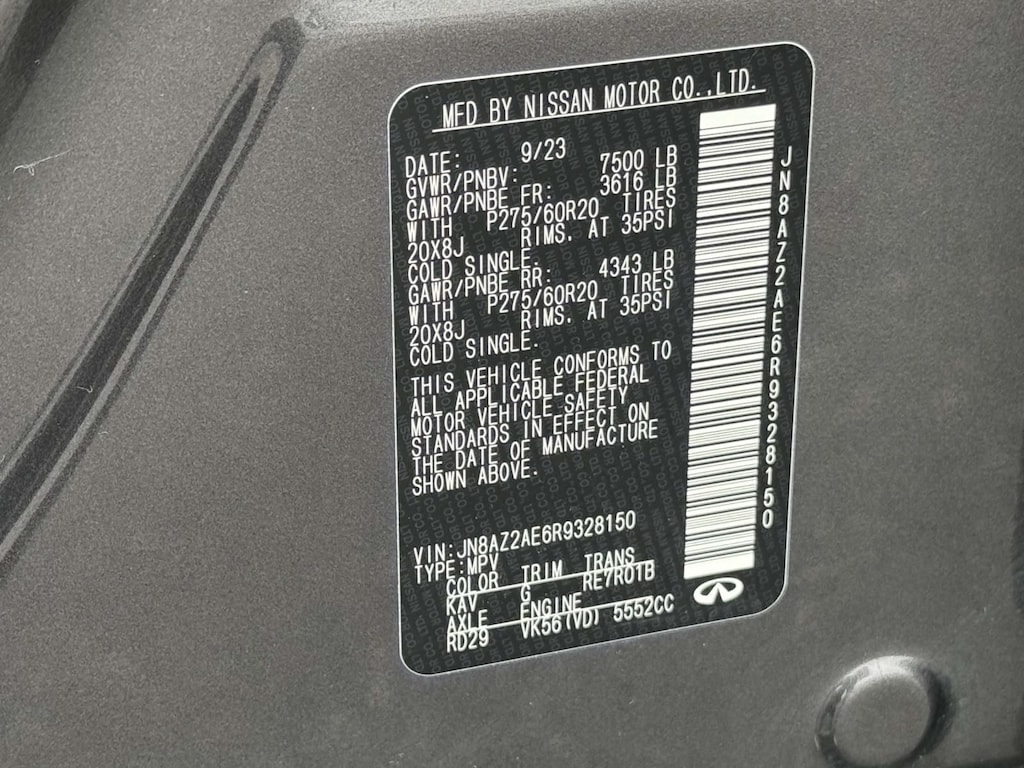 MFD BY NISSAN MOTOR CO.,LTD.
DATE: 9/23
GVWR/PNBV: 7500 LB
GAWR/PNBE FR: 3616 LB
WITH P275/60R20 TIRES
20X8J RIMS, AT 35PSI
COLD SINGLE.
GAWR/PNBE RR: 4343 LB
WITH P275/60R20 TIRES
20X8J RIMS, AT 35PSI
COLD SINGLE.
THIS VEHICLE CONFORMS TO
ALL APPLICABLE FEDERAL
MOTOR VEHICLE SAFETY
STANDARDS IN EFFECT ON
THE DATE OF MANUFACTURE
SHOWN ABOVE.
VIN:JN8AZ2AE6R9328150
TYPE:MPV
COLOR TRIM TRANS
KAV G RE7R01B
AXLE ENGINE
RD29 VK56(VD) 5552CC
JN8AZ2AE6R9328150